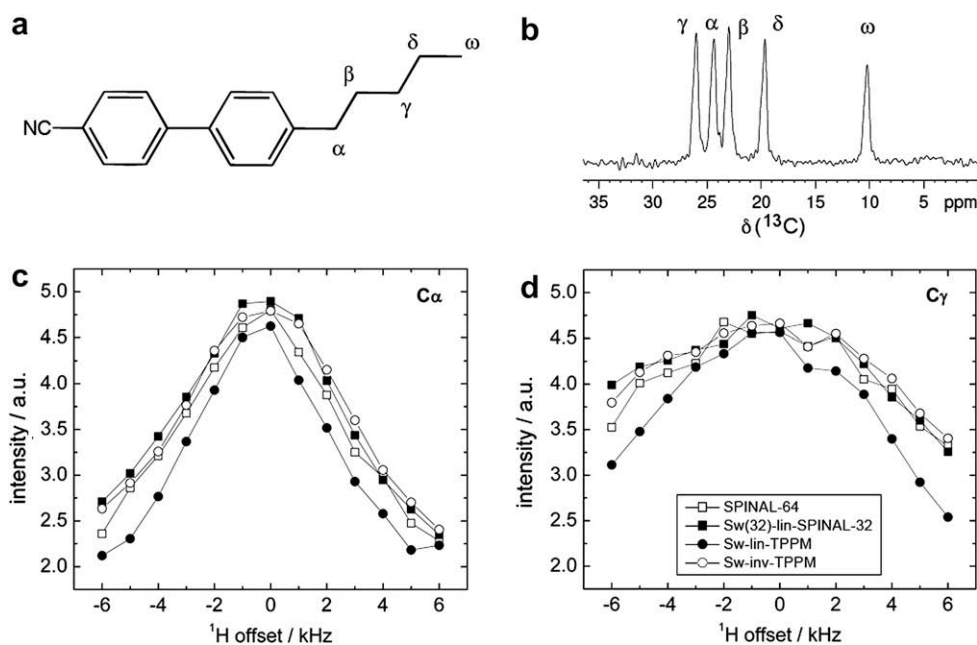 a
NC
α
β
γ
δ
ω
b
γ α β δ ω
35 30 25 20 15 10 5 ppm
δ(¹³C)
c
Cα
intensity / a.u.
5.0
4.5
4.0
3.5
3.0
2.5
2.0
-6 -4 -2 0 2 4 6
¹H offset / kHz
d
Cγ
intensity / a.u.
5.0
4.5
4.0
3.5
3.0
2.5
2.0
SPINAL-64
Sw(32)-lin-SPINAL-32
Sw-lin-TPPM
Sw-inv-TPPM
-6 -4 -2 0 2 4 6
¹H offset / kHz